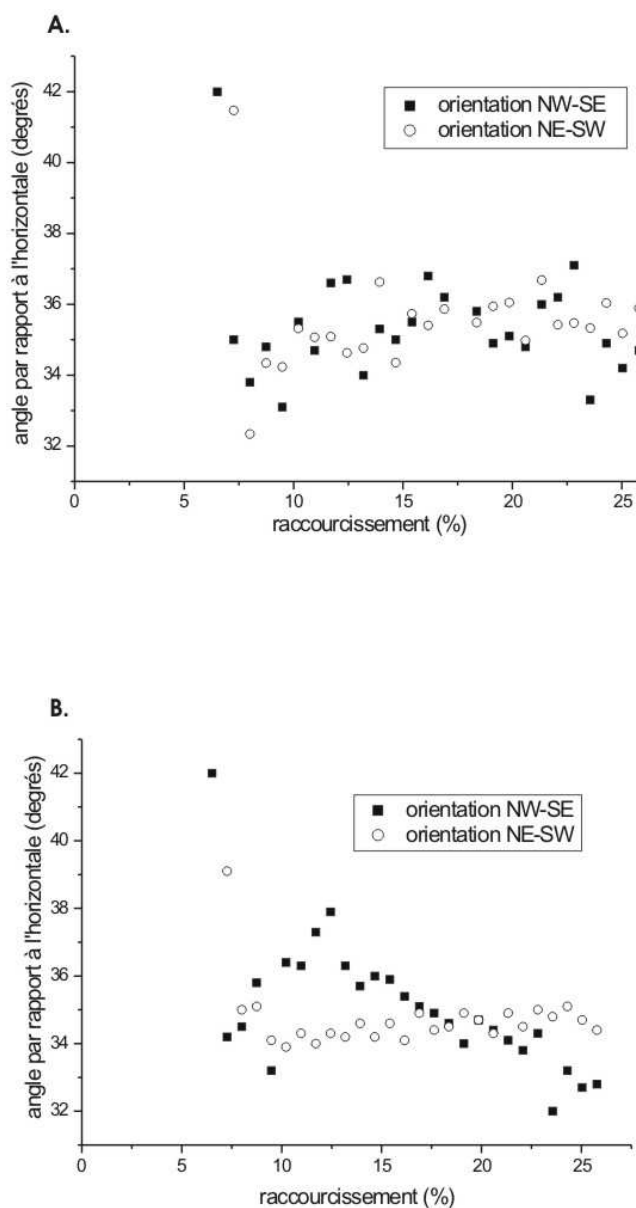 A.
angle par rapport à l'horizontale (degrés)
42
40
38
36
34
32
orientation NW-SE
orientation NE-SW
0 5 10 15 20 25
raccourcissement (%)
B.
angle par rapport à l'horizontale (degrés)
42
40
38
36
34
32
orientation NW-SE
orientation NE-SW
0 5 10 15 20 25
raccourcissement (%)